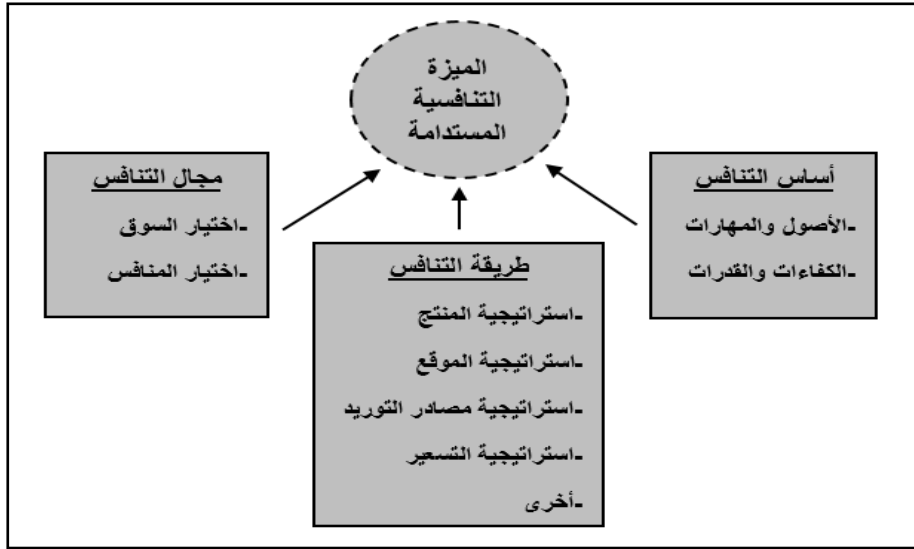 الميزة
التنافسية
المستدامة
أساس التنافس
-الأصول والمهارات
-الكفاءات والقدرات
طريقة التنافس
-استراتيجية المنتج
-استراتيجية الموقع
-استراتيجية مصادر التوريد
-استراتيجية التسعير
-أخرى
مجال التنافس
-اختيار السوق
-اختيار المنافس